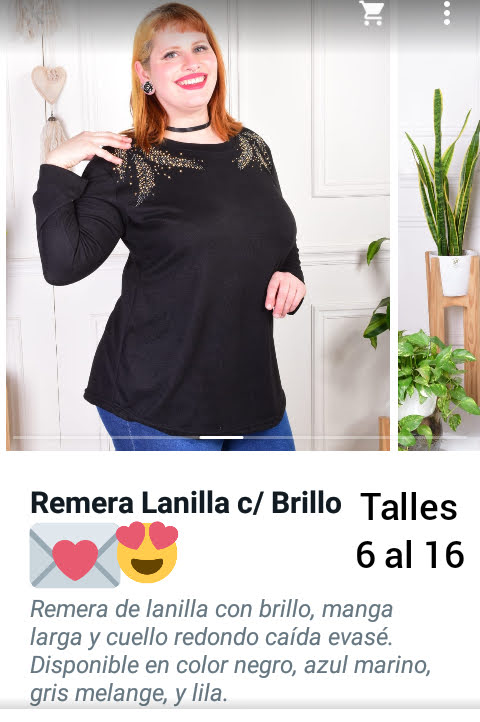 Remera Lanilla c/ Brillo
💌😍
Talles
6 al 16
Remera de lanilla con brillo, manga
larga y cuello redondo caída evasé.
Disponible en color negro, azul marino,
gris melange, y lila.